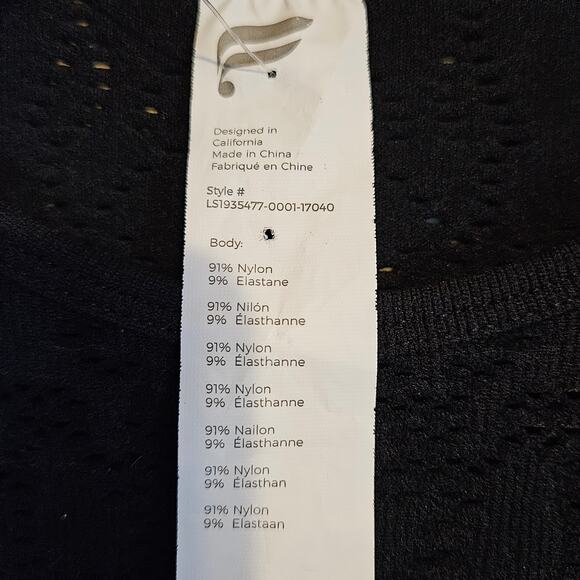 Designed in
California
Made in China
Fabriqué en Chine
Style #
LS1935477-0001-17040
Body:
91% Nylon
9% Elastane
91% Nilón
9% Élasthanne
91% Nylon
9% Élasthanne
91% Nylon
9% Élasthanne
91% Nailon
9% Élasthanne
91% Nylon
9% Élasthan
91% Nylon
9% Elastaan